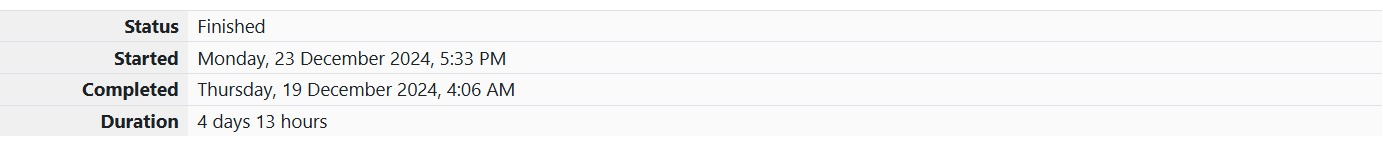 Status Finished
Started Monday, 23 December 2024, 5:33 PM
Completed Thursday, 19 December 2024, 4:06 AM
Duration 4 days 13 hours